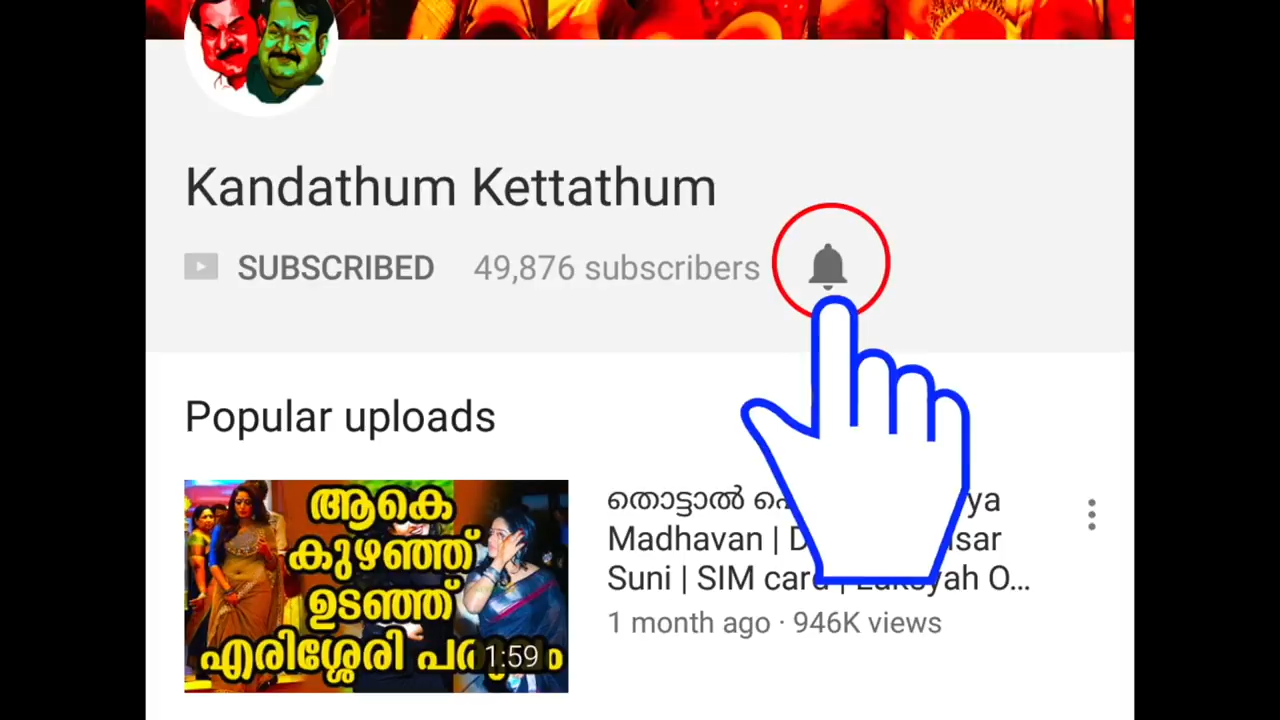 Kandathum Kettathum
SUBSCRIBED 49,876 subscribers
Popular uploads
ആകെ
കുഴഞ്ഞ്
ഉടഞ്ഞ്
എരിശ്ശേരി
1:59
തൊട്ടാൽ
Madhavan |
Suni | SIM card | Laksyah O...
1 month ago · 946K views